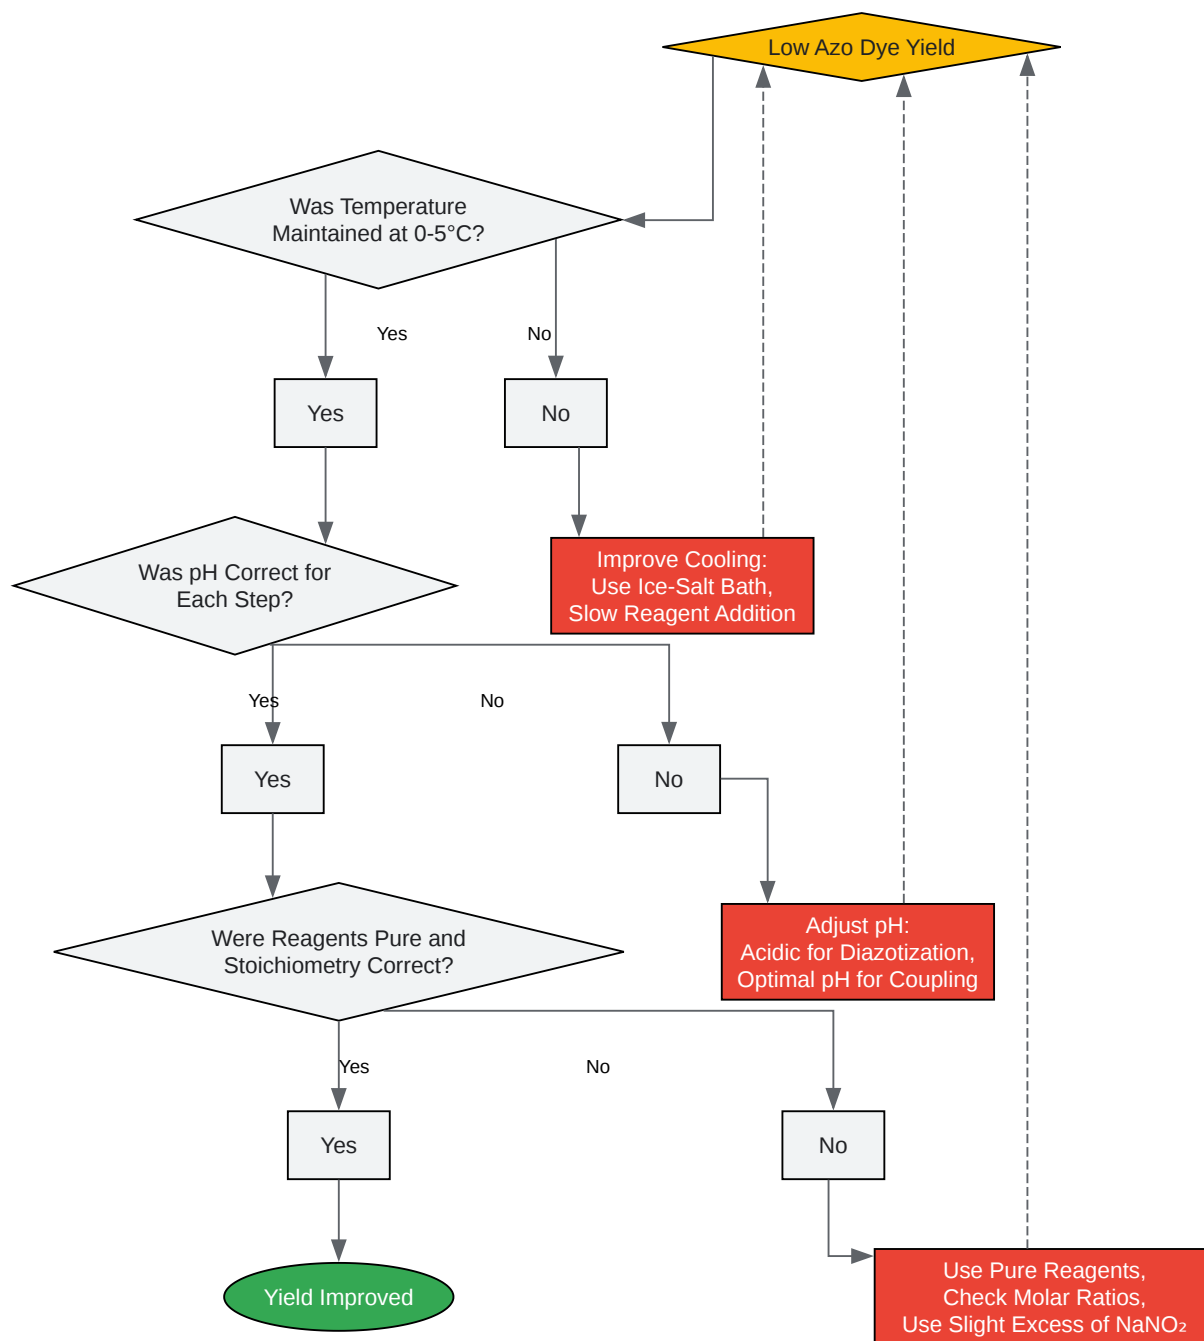 Low Azo Dye Yield
Was Temperature
Maintained at 0-5°C?
Yes
No
Yes
No
Improve Cooling:
Use Ice-Salt Bath,
Slow Reagent Addition
Was pH Correct for
Each Step?
Yes
No
Yes
No
Adjust pH:
Acidic for Diazotization,
Optimal pH for Coupling
Were Reagents Pure and
Stoichiometry Correct?
Yes
No
Yes
No
Yield Improved
Use Pure Reagents,
Check Molar Ratios,
Use Slight Excess of NaNO₂